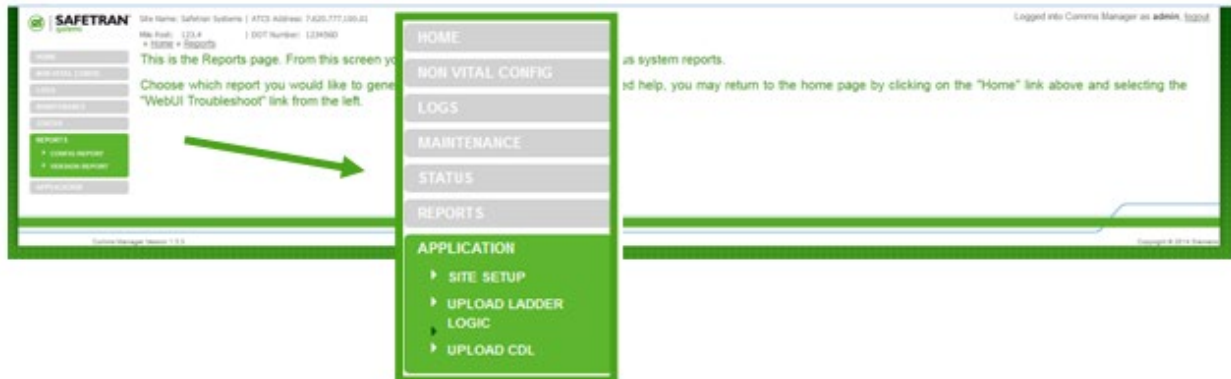 SAFETRAN
systems
Site Name: Safetran Systems | ATCS Address: 7.620.777.100.01
Mile Post: 123.4 | DOT Number: 123456D
» Home » Reports
Logged into Comms Manager as admin, logout
HOME
NON VITAL CONFIG
LOGS
MAINTENANCE
STATUS
REPORTS
CONFIG REPORT
VERSION REPORT
APPLICATION
This is the Reports page. From this screen yo
us system reports.
Choose which report you would like to gene
ed help, you may return to the home page by clicking on the "Home" link above and selecting the
"WebUI Troubleshoot" link from the left.
HOME
NON VITAL CONFIG
LOGS
MAINTENANCE
STATUS
REPORTS
APPLICATION
SITE SETUP
UPLOAD LADDER
LOGIC
UPLOAD CDL
Comms Manager Version 1.5.5
Copyright © 2014 Siemens